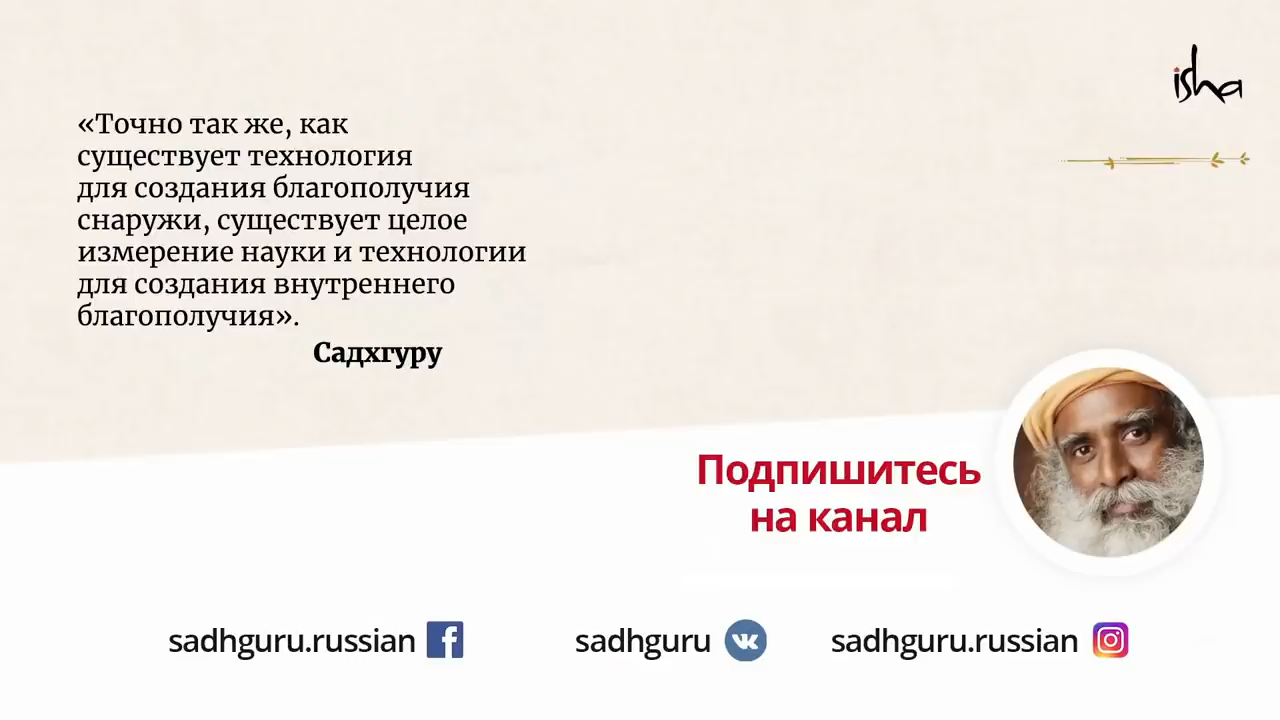 isha
«Точно так же, как
существует технология
для создания благополучия
снаружи, существует целое
измерение науки и технологии
для создания внутреннего
благополучия».
Садхгуру
Подпишитесь
на канал
sadhguru.russian
sadhguru
sadhguru.russian